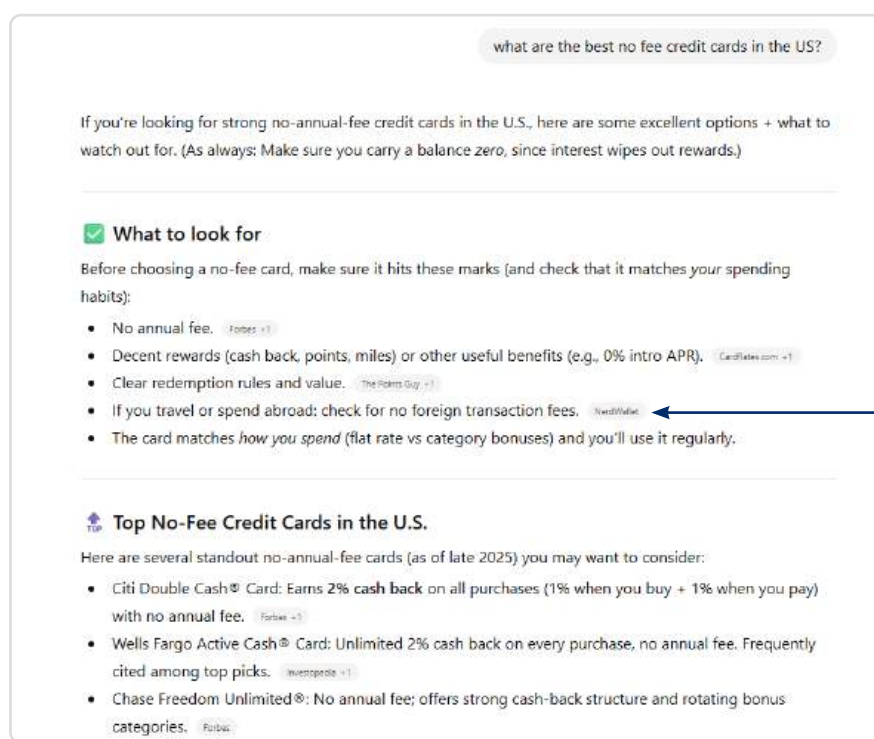 what are the best no fee credit cards in the US?
If you're looking for strong no-annual-fee credit cards in the U.S., here are some excellent options + what to
watch out for. (As always: Make sure you carry a balance zero, since interest wipes out rewards.)
What to look for
Before choosing a no-fee card, make sure it hits these marks (and check that it matches your spending
habits):
• No annual fee. Forbes +1
• Decent rewards (cash back, points, miles) or other useful benefits (e.g., 0% intro APR). CardRates.com +1
• Clear redemption rules and value. The Points Guy +1
• If you travel or spend abroad: check for no foreign transaction fees. NerdWallet
• The card matches how you spend (flat rate vs category bonuses) and you'll use it regularly.
TOP Top No-Fee Credit Cards in the U.S.
Here are several standout no-annual-fee cards (as of late 2025) you may want to consider:
• Citi Double Cash® Card: Earns 2% cash back on all purchases (1% when you buy + 1% when you pay)
with no annual fee. Forbes +1
• Wells Fargo Active Cash® Card: Unlimited 2% cash back on every purchase, no annual fee. Frequently
cited among top picks. Investopedia +1
• Chase Freedom Unlimited®: No annual fee; offers strong cash-back structure and rotating bonus
categories. Forbes